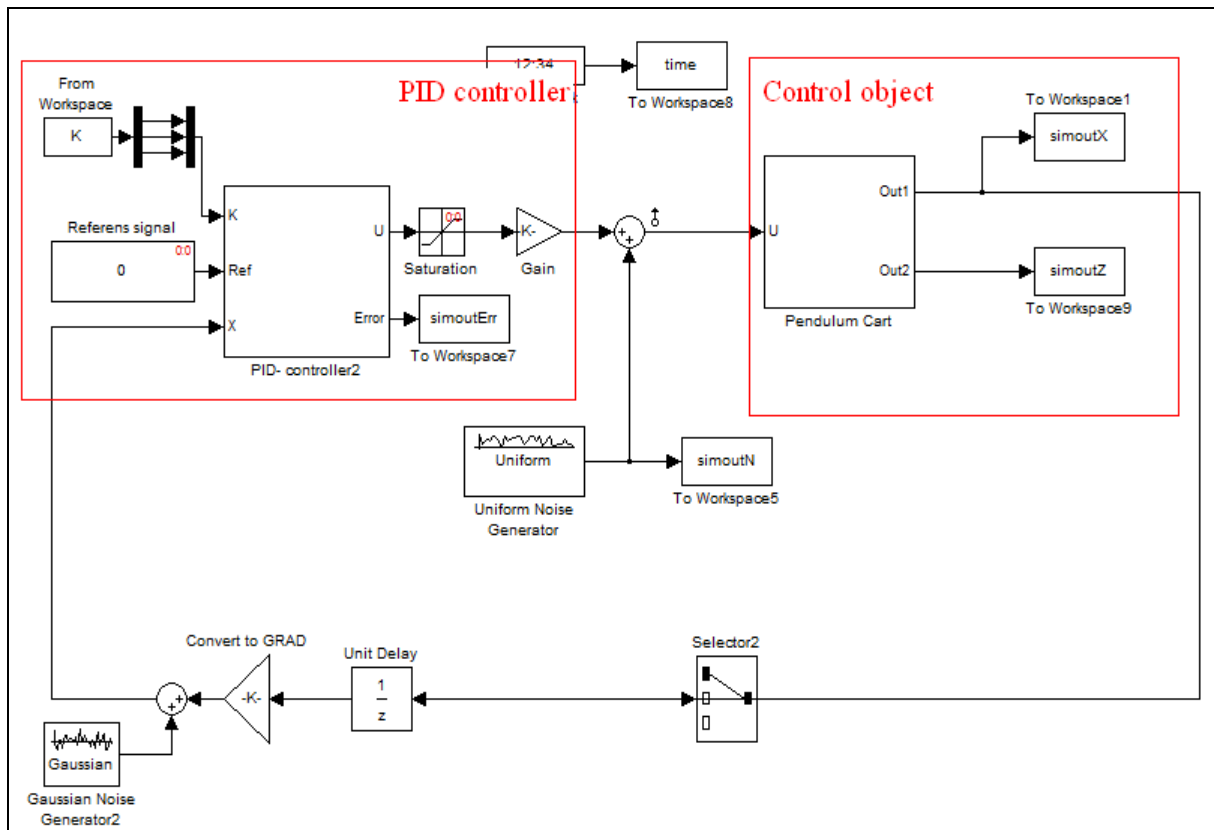 12:34
time
To Workspace8
PID controller
Control object
From
Workspace
K
To Workspace1
simoutX
Referens signal
0:0
0
K
Ref
X
U
Error
PID- controller2
0:0
Saturation
-K-
Gain
simoutErr
To Workspace7
+
+
U
Out1
Out2
Pendulum Cart
simoutZ
To Workspace9
Uniform
Uniform Noise
Generator
simoutN
To Workspace5
Convert to GRAD
-K-
Unit Delay
1
z
Selector2
+
+
Gaussian
Gaussian Noise
Generator2